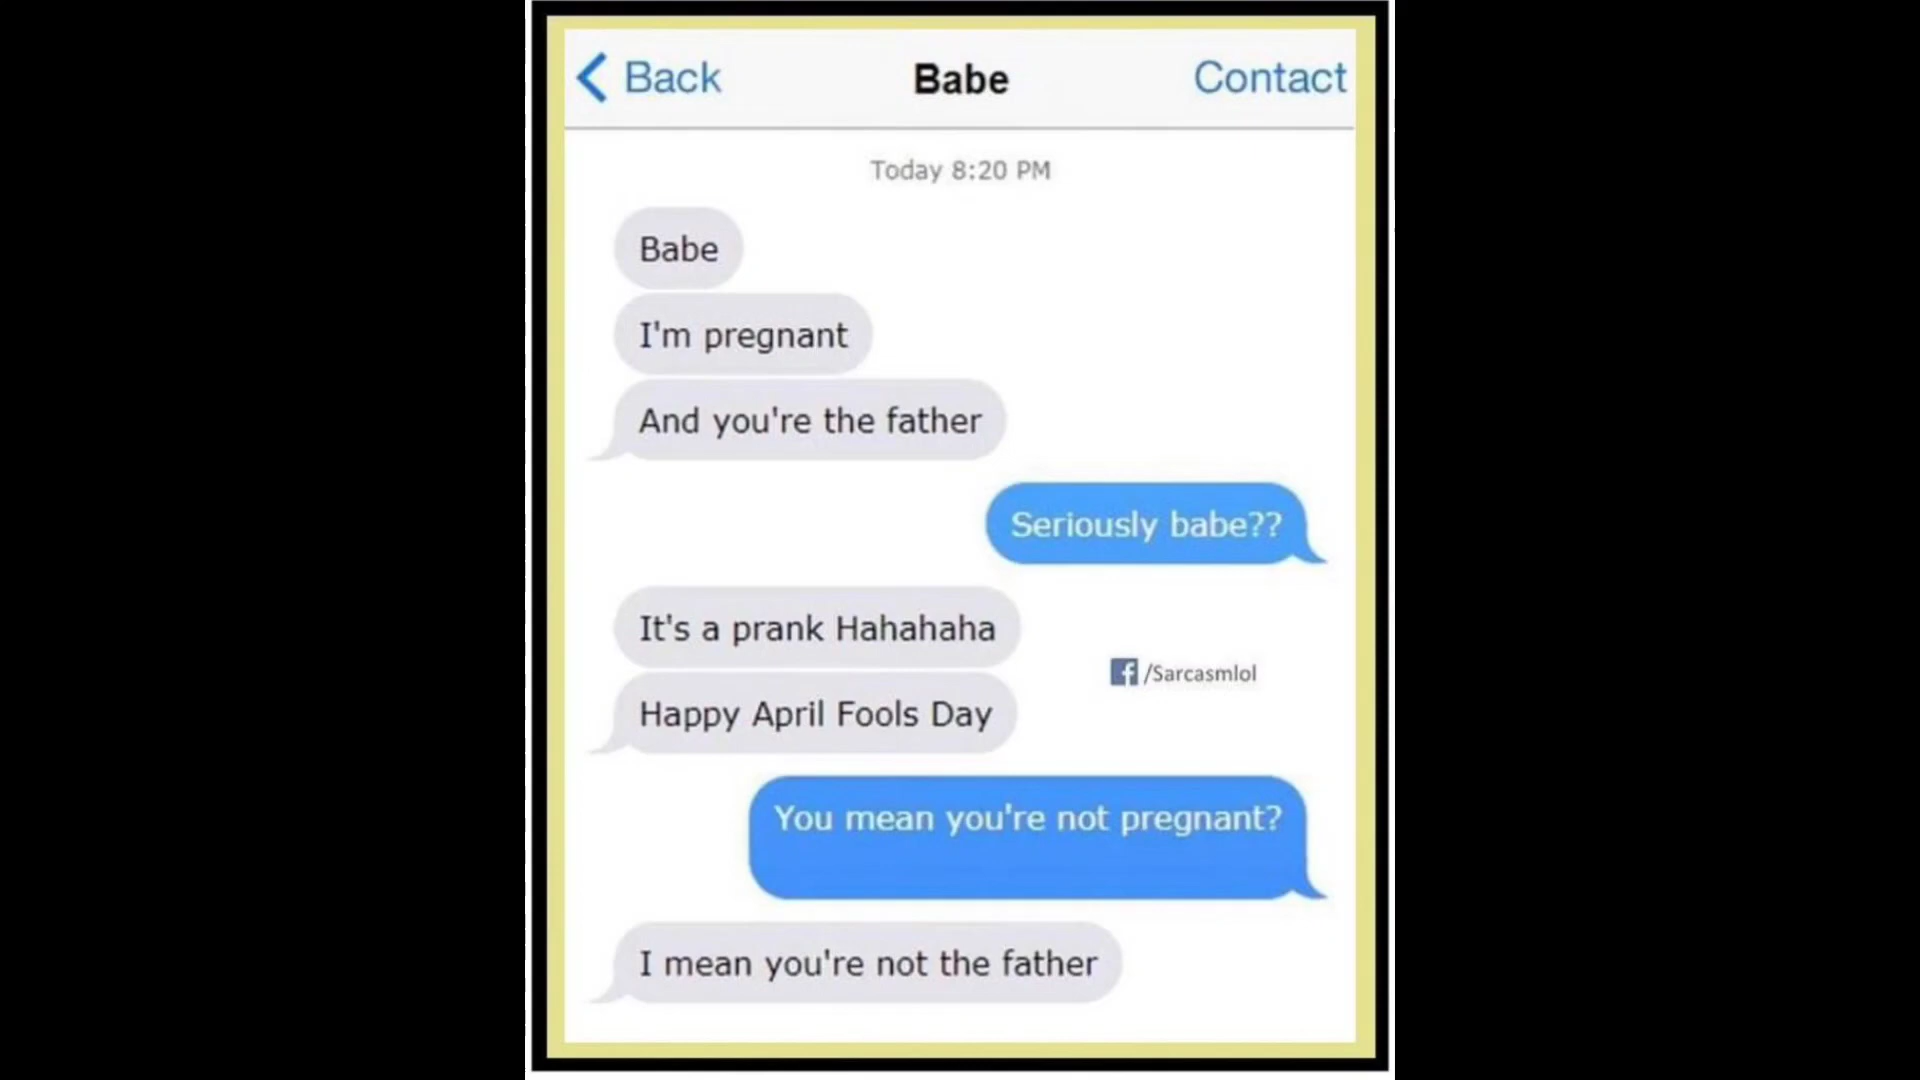 Back Babe Contact
Today 8:20 PM
Babe
I'm pregnant
And you're the father
Seriously babe??
It's a prank Hahahaha
/Sarcasmlol
Happy April Fools Day
You mean you're not pregnant?
I mean you're not the father